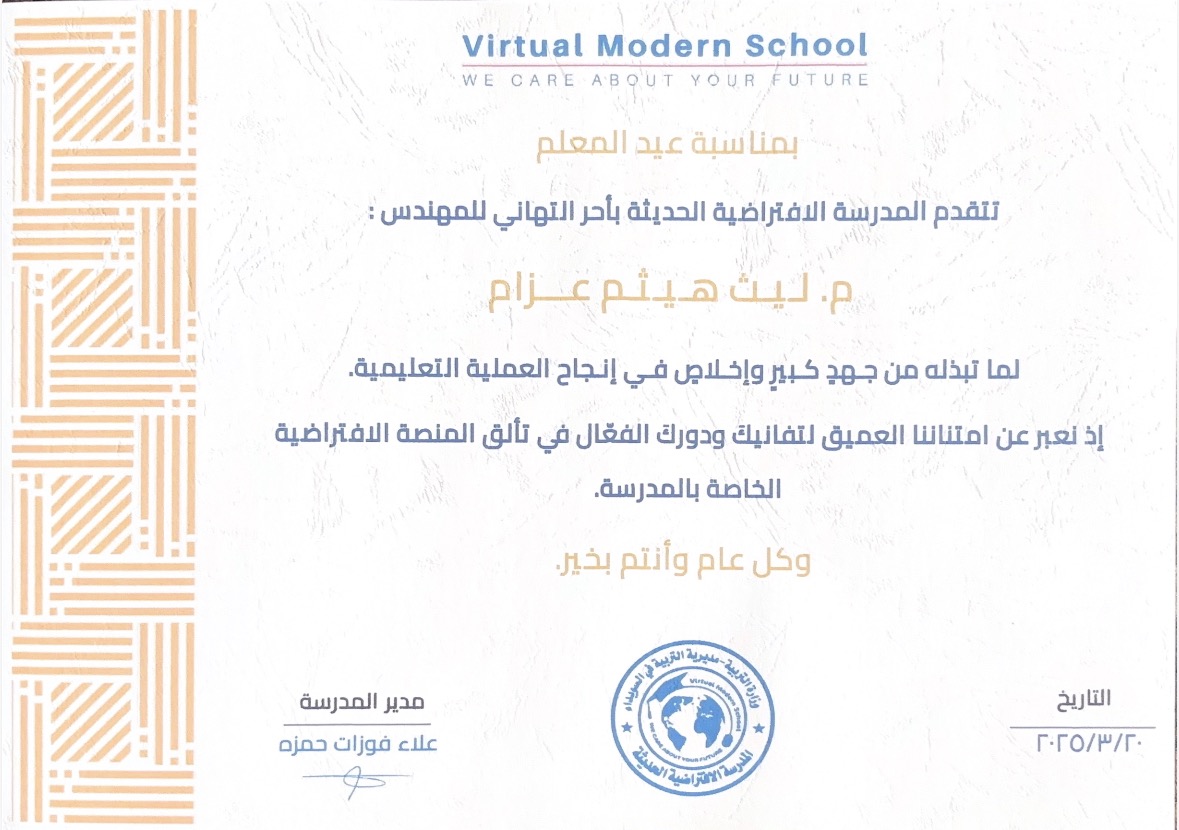 Virtual Modern School
WE CARE ABOUT YOUR FUTURE
بمناسبة عيد المعلم
تتقدم المدرسة الافتراضية الحديثة بأحر التهاني للمهندس :
م. ليث هيثم عزام
لما تبذله من جهدٍ كبيرٍ وإخلاصٍ في إنجاح العملية التعليمية.
إذ نعبر عن امتناننا العميق لتفانيكَ ودوركَ الفعّال في تألق المنصة الافتراضية
الخاصة بالمدرسة.
وكل عام وأنتم بخير.
وزارة التربية-مديرية التربية في السويداء
Virtual Modern School
WE CARE ABOUT YOUR FUTURE
المدرسة الافتراضية الحديثة
التاريخ
٢٠٢٥/٣/٢٠
مدير المدرسة
علاء فوزات حمزه